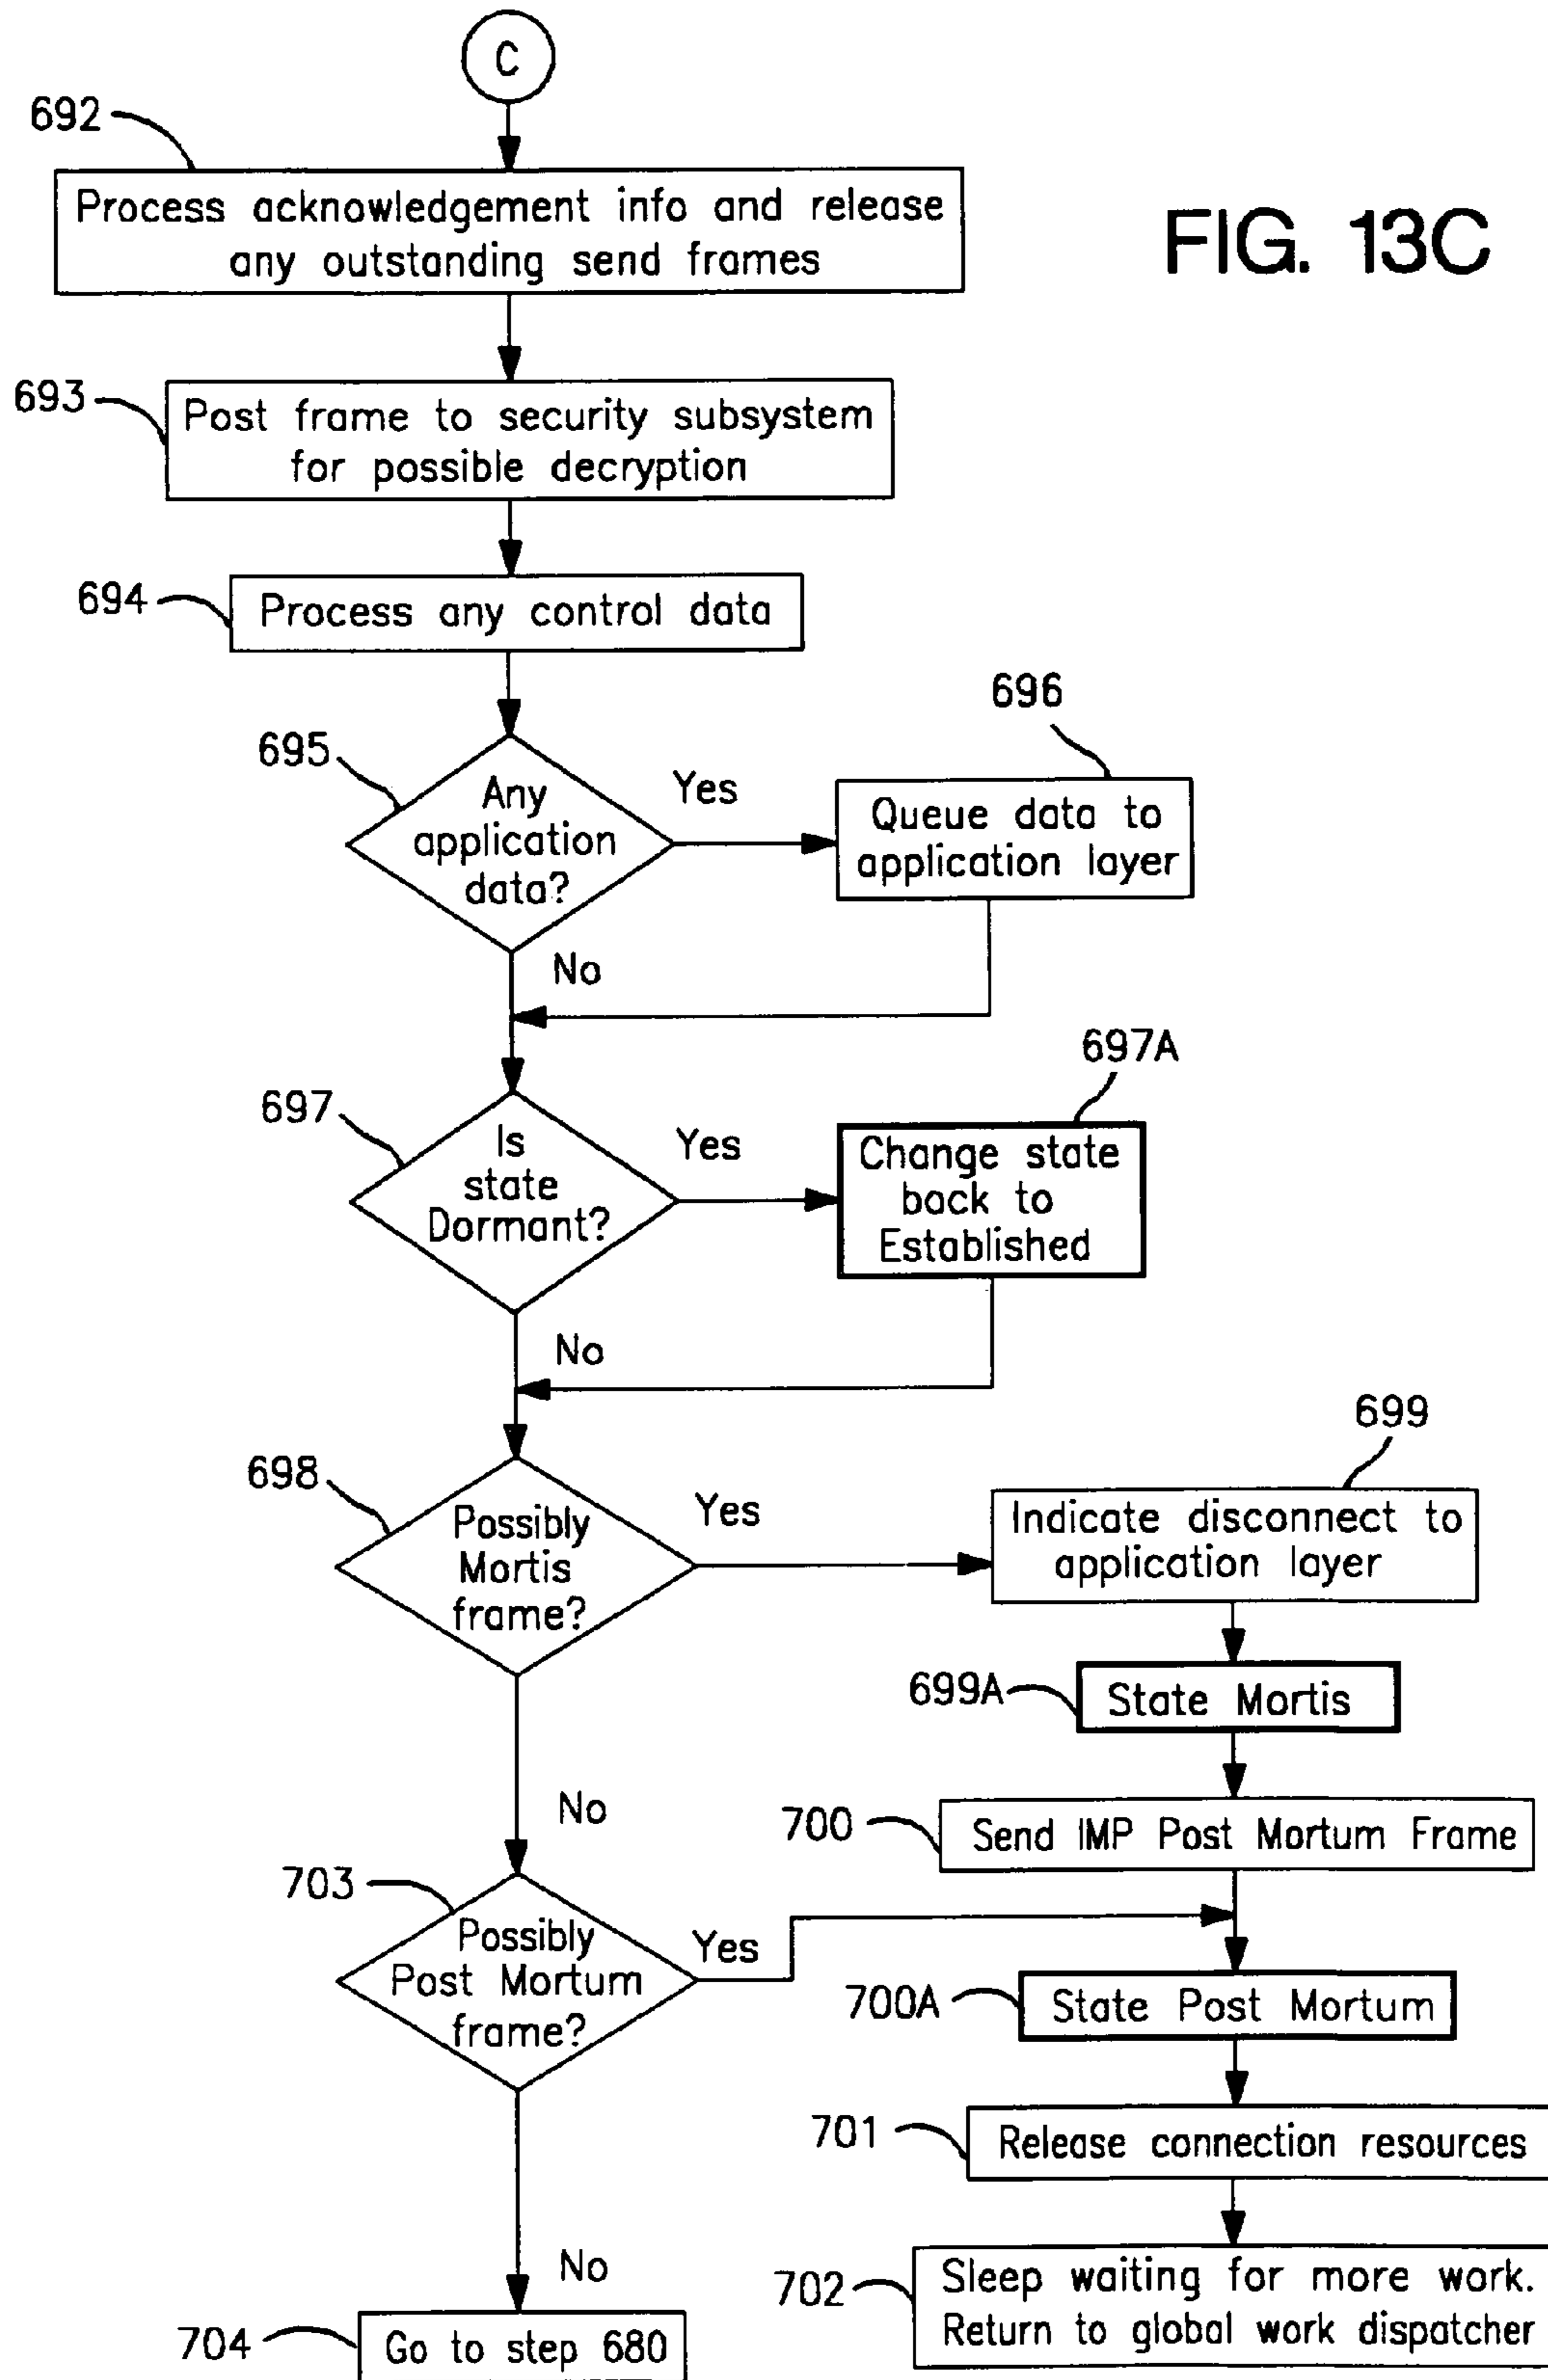 C
692
Process acknowledgement info and release
any outstanding send frames
FIG. 13C
693
Post frame to security subsystem
for possible decryption
694
Process any control data
695
Any
application
data?
Yes
696
Queue data to
application layer
No
697
Is
state
Dormant?
Yes
697A
Change state
back to
Established
No
698
Possibly
Mortis
frame?
Yes
699
Indicate disconnect to
application layer
699A
State Mortis
No
700
Send IMP Post Mortum Frame
703
Possibly
Post Mortum
frame?
Yes
700A
State Post Mortum
701
Release connection resources
No
702
Sleep waiting for more work.
Return to global work dispatcher
704
Go to step 680